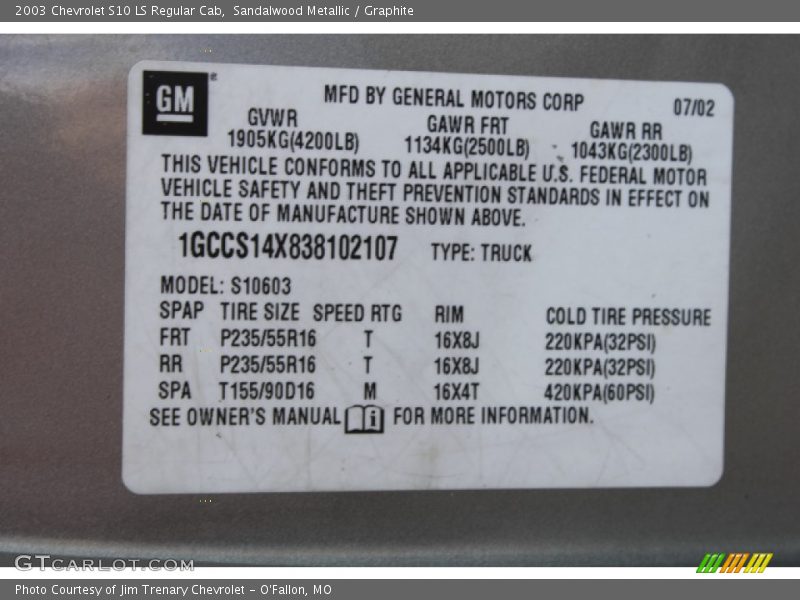 2003 Chevrolet S10 LS Regular Cab, Sandalwood Metallic / Graphite
GM
MFD BY GENERAL MOTORS CORP 07/02
GVWR GAWR FRT GAWR RR
1905KG(4200LB) 1134KG(2500LB) 1043KG(2300LB)
THIS VEHICLE CONFORMS TO ALL APPLICABLE U.S. FEDERAL MOTOR
VEHICLE SAFETY AND THEFT PREVENTION STANDARDS IN EFFECT ON
THE DATE OF MANUFACTURE SHOWN ABOVE.
1GCCS14X838102107 TYPE: TRUCK
MODEL: S10603
SPAP TIRE SIZE SPEED RTG RIM COLD TIRE PRESSURE
FRT P235/55R16 T 16X8J 220KPA(32PSI)
RR P235/55R16 T 16X8J 220KPA(32PSI)
SPA T155/90D16 M 16X4T 420KPA(60PSI)
SEE OWNER'S MANUAL i FOR MORE INFORMATION.
GTCARLOT.COM
Photo Courtesy of Jim Trenary Chevrolet - O'Fallon, MO